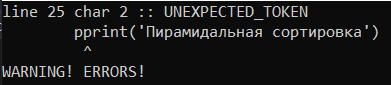 line 25 char 2 :: UNEXPECTED_TOKEN
pprint('Пирамидальная сортировка')
^
WARNING! ERRORS!